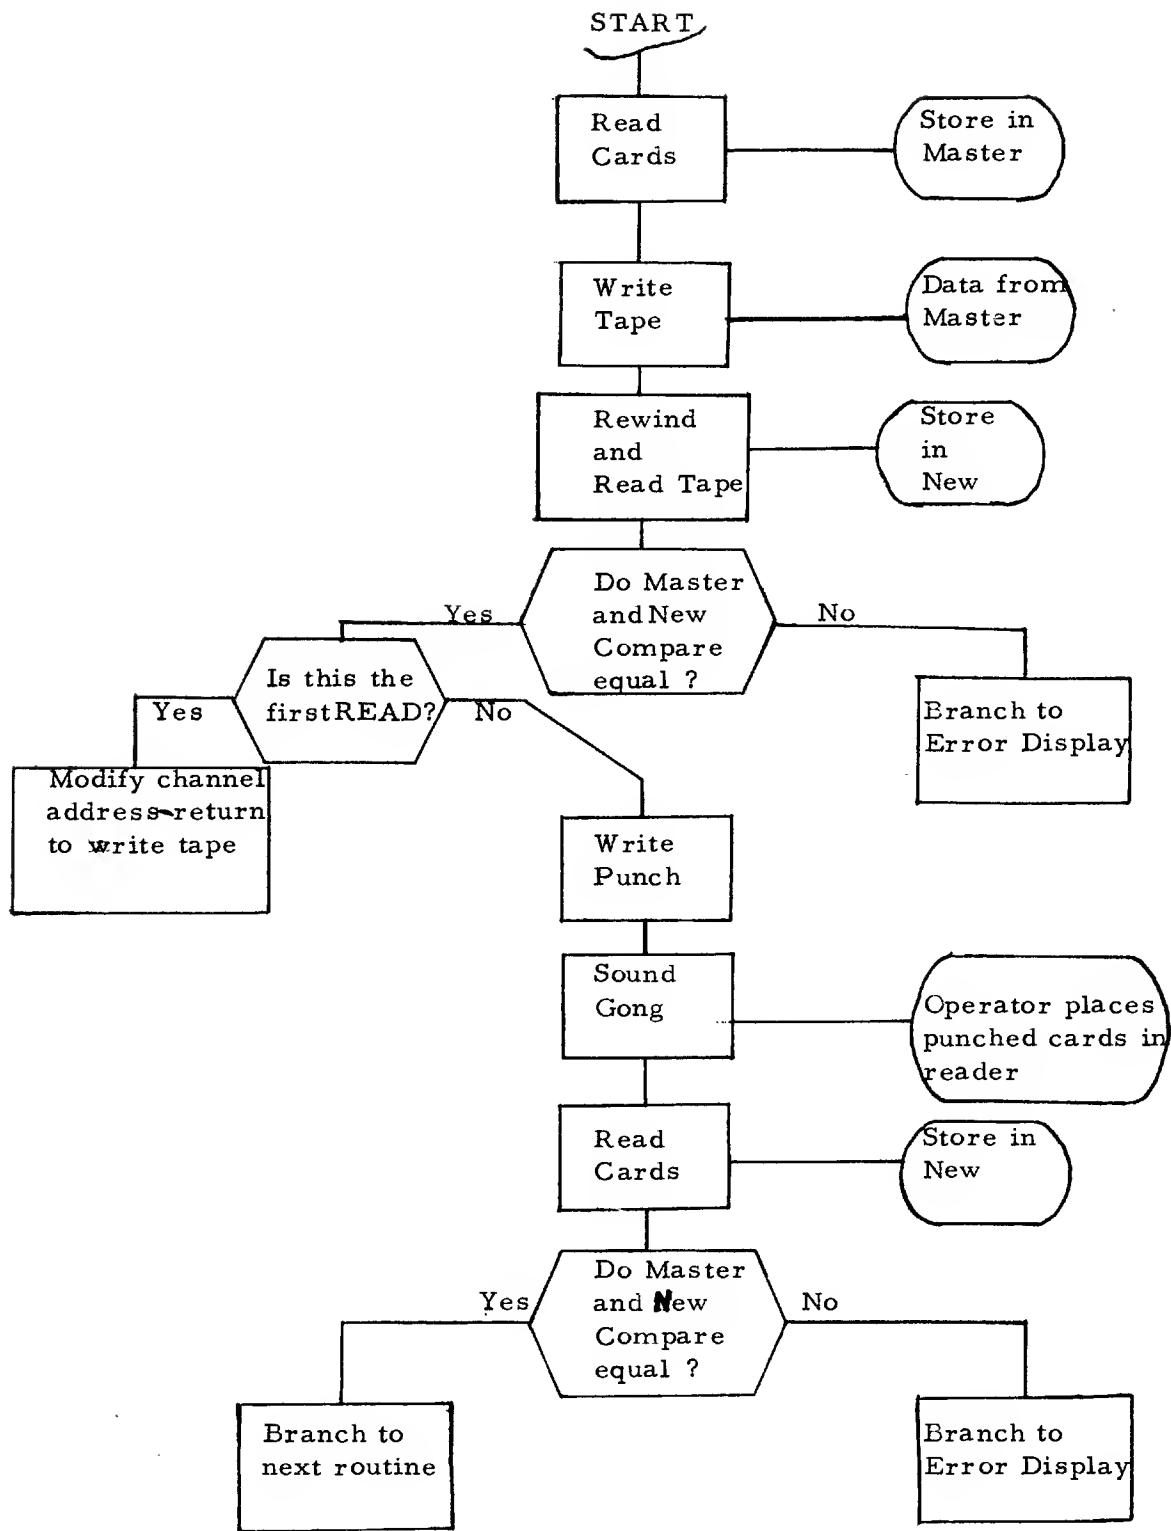 START
Read
Cards
Store in
Master
Write
Tape
Data from
Master
Rewind
and
Read Tape
Store
in
New
Do Master
and New
Compare
equal ?
Yes
No
Is this the
first READ?
Yes
No
Branch to
Error Display
Modify channel
address-return
to write tape
Write
Punch
Sound
Gong
Operator places
punched cards in
reader
Read
Cards
Store in
New
Do Master
and New
Compare
equal ?
Yes
No
Branch to
next routine
Branch to
Error Display